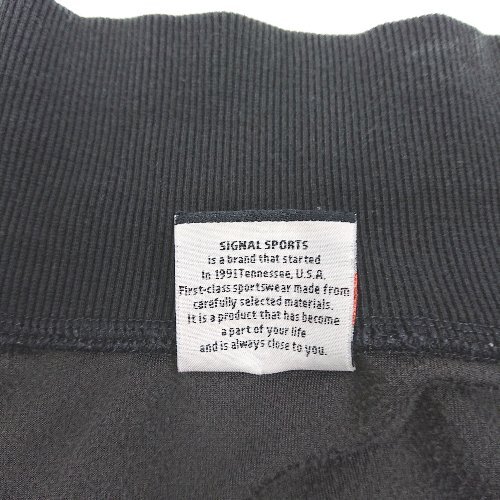 SIGNAL SPORTS
is a brand that started
in 1991Tennessee, U.S.A.
First-class sportswear made from
carefully selected materials.
it is a product that has become
a part of your life
and is always close to you.